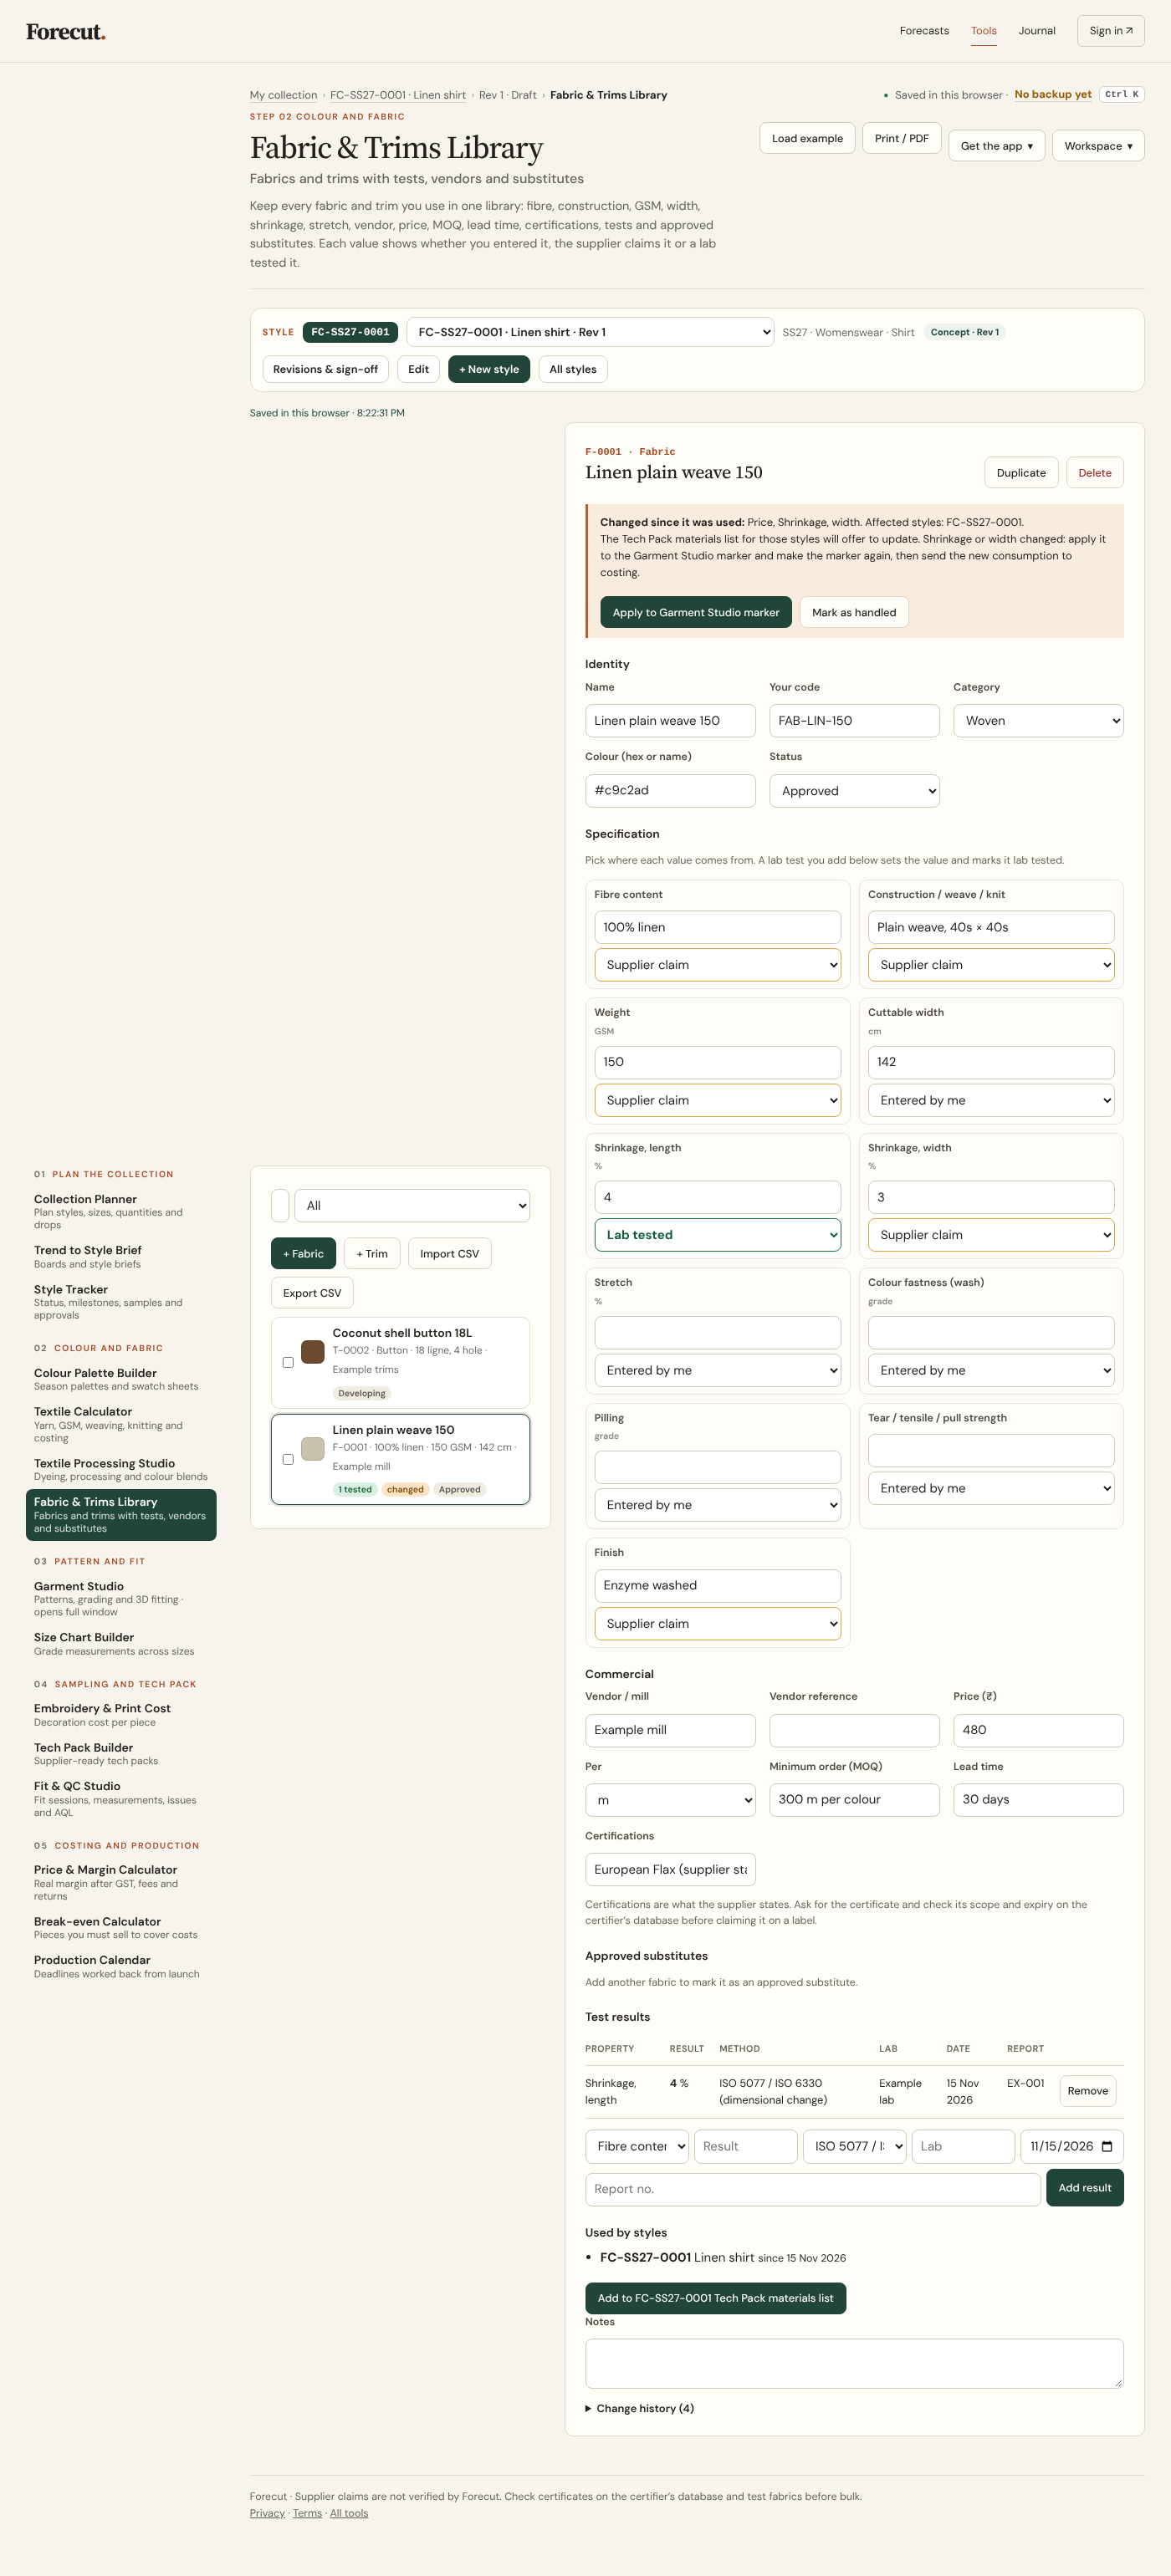 Forecut.
Forecasts
Tools
Journal
Sign in ↗
My collection › FC-SS27-0001 · Linen shirt › Rev 1 · Draft › Fabric & Trims Library
• Saved in this browser · No backup yet Ctrl K
STEP 02 COLOUR AND FABRIC
Fabric & Trims Library
Fabrics and trims with tests, vendors and substitutes
Load example
Print / PDF
Get the app ▾
Workspace ▾
Keep every fabric and trim you use in one library: fibre, construction, GSM, width,
shrinkage, stretch, vendor, price, MOQ, lead time, certifications, tests and approved
substitutes. Each value shows whether you entered it, the supplier claims it or a lab
tested it.
STYLE FC-SS27-0001 FC-SS27-0001 · Linen shirt · Rev 1 SS27 · Womenswear · Shirt Concept · Rev 1
Revisions & sign-off
Edit
+ New style
All styles
Saved in this browser · 8:22:31 PM
01 PLAN THE COLLECTION
Collection Planner
Plan styles, sizes, quantities and
drops
Trend to Style Brief
Boards and style briefs
Style Tracker
Status, milestones, samples and
approvals
02 COLOUR AND FABRIC
Colour Palette Builder
Season palettes and swatch sheets
Textile Calculator
Yarn, GSM, weaving, knitting and
costing
Textile Processing Studio
Dyeing, processing and colour blends
Fabric & Trims Library
Fabrics and trims with tests, vendors
and substitutes
03 PATTERN AND FIT
Garment Studio
Patterns, grading and 3D fitting ·
opens full window
Size Chart Builder
Grade measurements across sizes
04 SAMPLING AND TECH PACK
Embroidery & Print Cost
Decoration cost per piece
Tech Pack Builder
Supplier-ready tech packs
Fit & QC Studio
Fit sessions, measurements, issues
and AQL
05 COSTING AND PRODUCTION
Price & Margin Calculator
Real margin after GST, fees and
returns
Break-even Calculator
Pieces you must sell to cover costs
Production Calendar
Deadlines worked back from launch
All
+ Fabric
+ Trim
Import CSV
Export CSV
Coconut shell button 18L
T-0002 · Button · 18 ligne, 4 hole ·
Example trims
Developing
Linen plain weave 150
F-0001 · 100% linen · 150 GSM · 142 cm ·
Example mill
1 tested changed Approved
F-0001 · Fabric
Linen plain weave 150
Duplicate
Delete
Changed since it was used: Price, Shrinkage, width. Affected styles: FC-SS27-0001.
The Tech Pack materials list for those styles will offer to update. Shrinkage or width changed: apply it
to the Garment Studio marker and make the marker again, then send the new consumption to
costing.
Apply to Garment Studio marker
Mark as handled
Identity
Name
Your code
Category
Linen plain weave 150
FAB-LIN-150
Woven
Colour (hex or name)
Status
#c9c2ad
Approved
Specification
Pick where each value comes from. A lab test you add below sets the value and marks it lab tested.
Fibre content
100% linen
Supplier claim
Construction / weave / knit
Plain weave, 40s × 40s
Supplier claim
Weight
GSM
150
Supplier claim
Cuttable width
cm
142
Entered by me
Shrinkage, length
%
4
Lab tested
Shrinkage, width
%
3
Supplier claim
Stretch
%
Entered by me
Colour fastness (wash)
grade
Entered by me
Pilling
grade
Entered by me
Tear / tensile / pull strength
Entered by me
Finish
Enzyme washed
Supplier claim
Commercial
Vendor / mill
Vendor reference
Price (₹)
Example mill
480
Per
Minimum order (MOQ)
Lead time
m
300 m per colour
30 days
Certifications
European Flax (supplier sta
Certifications are what the supplier states. Ask for the certificate and check its scope and expiry on the
certifier's database before claiming it on a label.
Approved substitutes
Add another fabric to mark it as an approved substitute.
Test results
PROPERTY RESULT METHOD LAB DATE REPORT
Shrinkage, length 4 % ISO 5077 / ISO 6330 (dimensional change) Example lab 15 Nov 2026 EX-001 Remove
Fibre conter Result ISO 5077 / I: Lab 11/15/2026
Report no.
Add result
Used by styles
• FC-SS27-0001 Linen shirt since 15 Nov 2026
Add to FC-SS27-0001 Tech Pack materials list
Notes
▶ Change history (4)
Forecut · Supplier claims are not verified by Forecut. Check certificates on the certifier's database and test fabrics before bulk.
Privacy · Terms · All tools